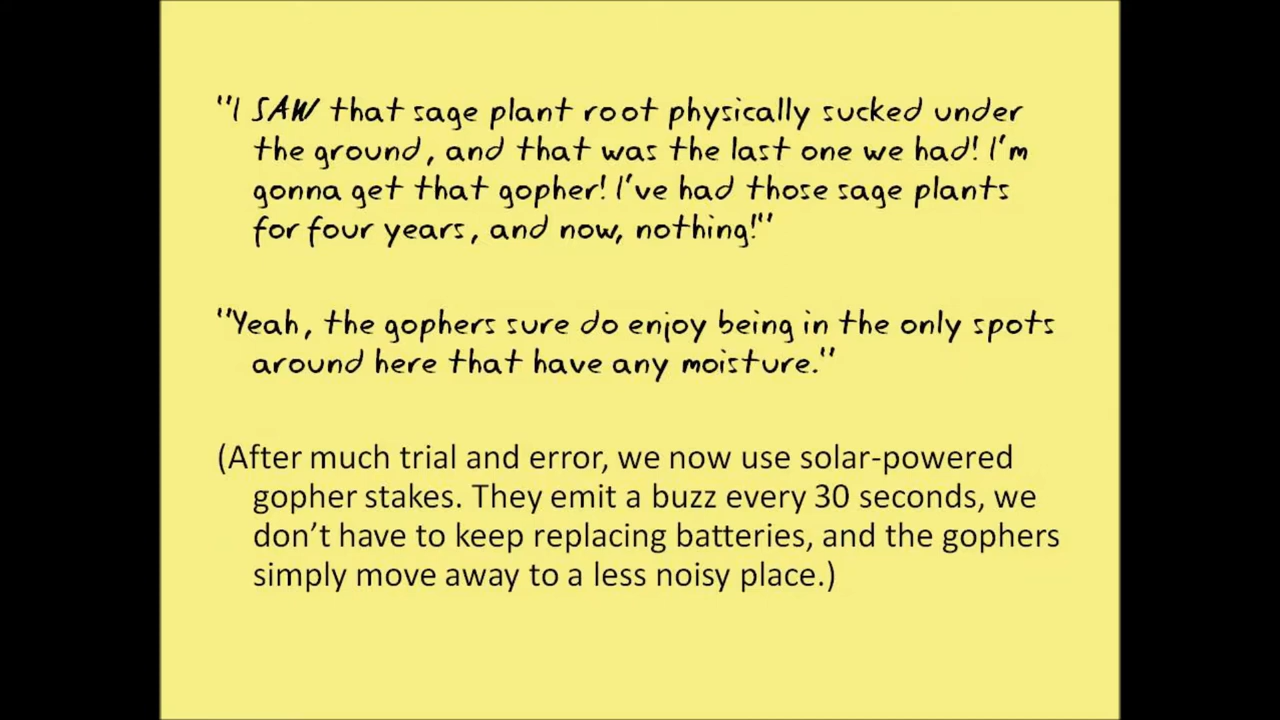 "I SAW that sage plant root physically sucked under
the ground, and that was the last one we had! I'm
gonna get that gopher! I've had those sage plants
for four years, and now, nothing!"
"Yeah, the gophers sure do enjoy being in the only spots
around here that have any moisture."
(After much trial and error, we now use solar-powered
gopher stakes. They emit a buzz every 30 seconds, we
don't have to keep replacing batteries, and the gophers
simply move away to a less noisy place.)